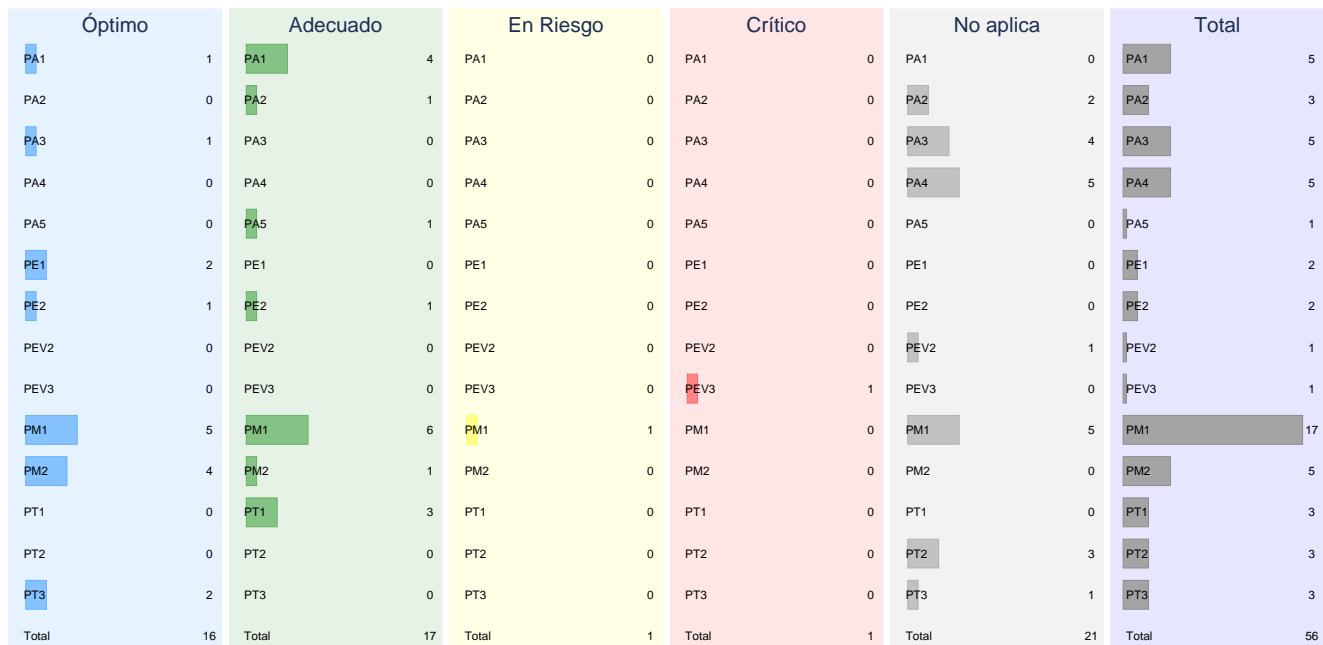 Óptimo Adecuado En Riesgo Crítico No aplica Total
PA1 1 PA1 4 PA1 0 PA1 0 PA1 0 PA1 5
PA2 0 PA2 1 PA2 0 PA2 0 PA2 2 PA2 3
PA3 1 PA3 0 PA3 0 PA3 0 PA3 4 PA3 5
PA4 0 PA4 0 PA4 0 PA4 0 PA4 5 PA4 5
PA5 0 PA5 1 PA5 0 PA5 0 PA5 0 PA5 1
PE1 2 PE1 0 PE1 0 PE1 0 PE1 0 PE1 2
PE2 1 PE2 1 PE2 0 PE2 0 PE2 0 PE2 2
PEV2 0 PEV2 0 PEV2 0 PEV2 0 PEV2 1 PEV2 1
PEV3 0 PEV3 0 PEV3 0 PEV3 1 PEV3 0 PEV3 1
PM1 5 PM1 6 PM1 1 PM1 0 PM1 5 PM1 17
PM2 4 PM2 1 PM2 0 PM2 0 PM2 0 PM2 5
PT1 0 PT1 3 PT1 0 PT1 0 PT1 0 PT1 3
PT2 0 PT2 0 PT2 0 PT2 0 PT2 3 PT2 3
PT3 2 PT3 0 PT3 0 PT3 0 PT3 1 PT3 3
Total 16 Total 17 Total 1 Total 1 Total 21 Total 56